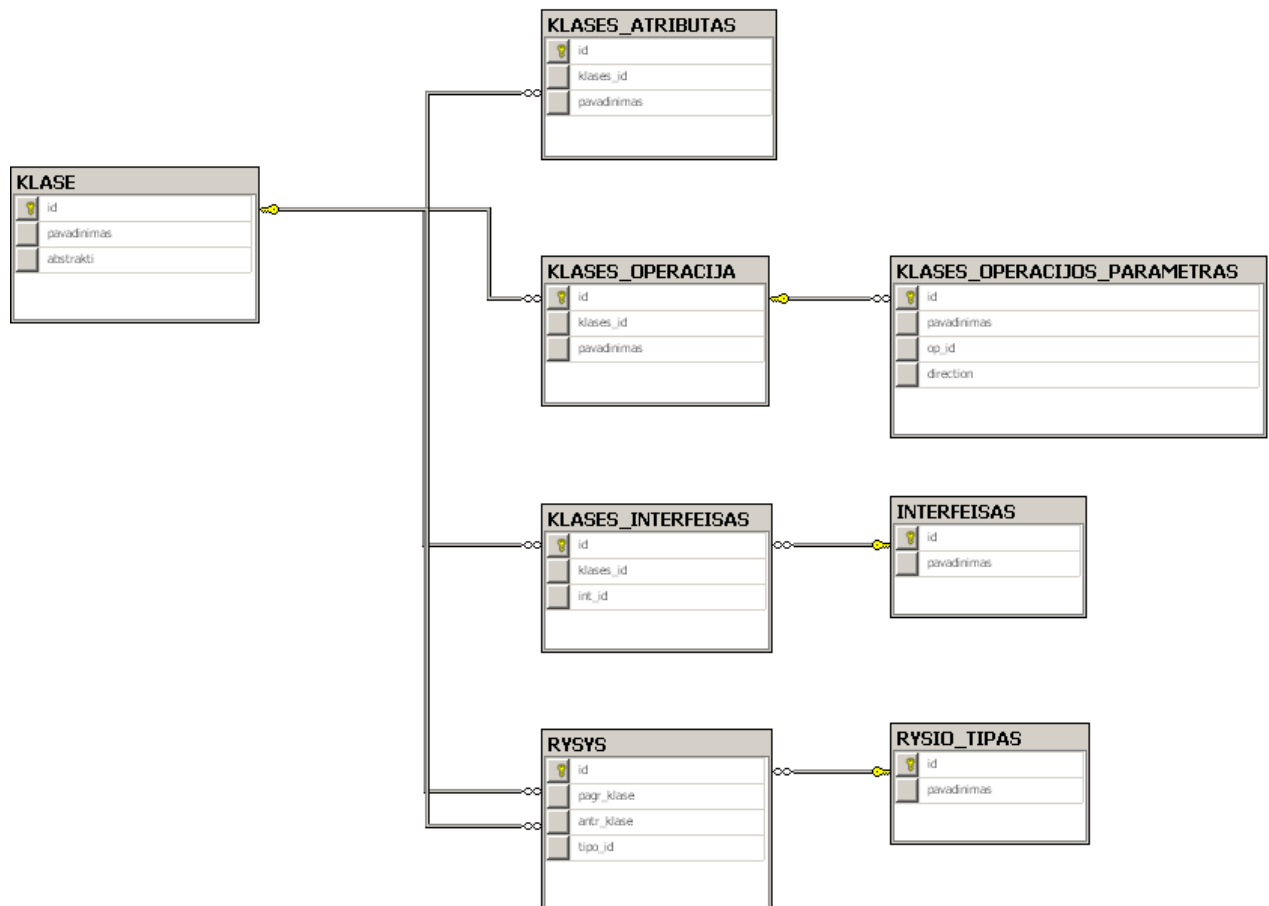 KLASES_ATRIBUTAS
id
klases_id
pavadinimas
KLASE
id
pavadinimas
abstrakti
KLASES_OPERACIJA
id
klases_id
pavadinimas
KLASES_OPERACIJOS_PARAMETRAS
id
pavadinimas
op_id
direction
KLASES_INTERFEISAS
id
klases_id
int_id
INTERFEISAS
id
pavadinimas
RYSYS
id
pagr_klase
antr_klase
tipo_id
RYSIO_TIPAS
id
pavadinimas